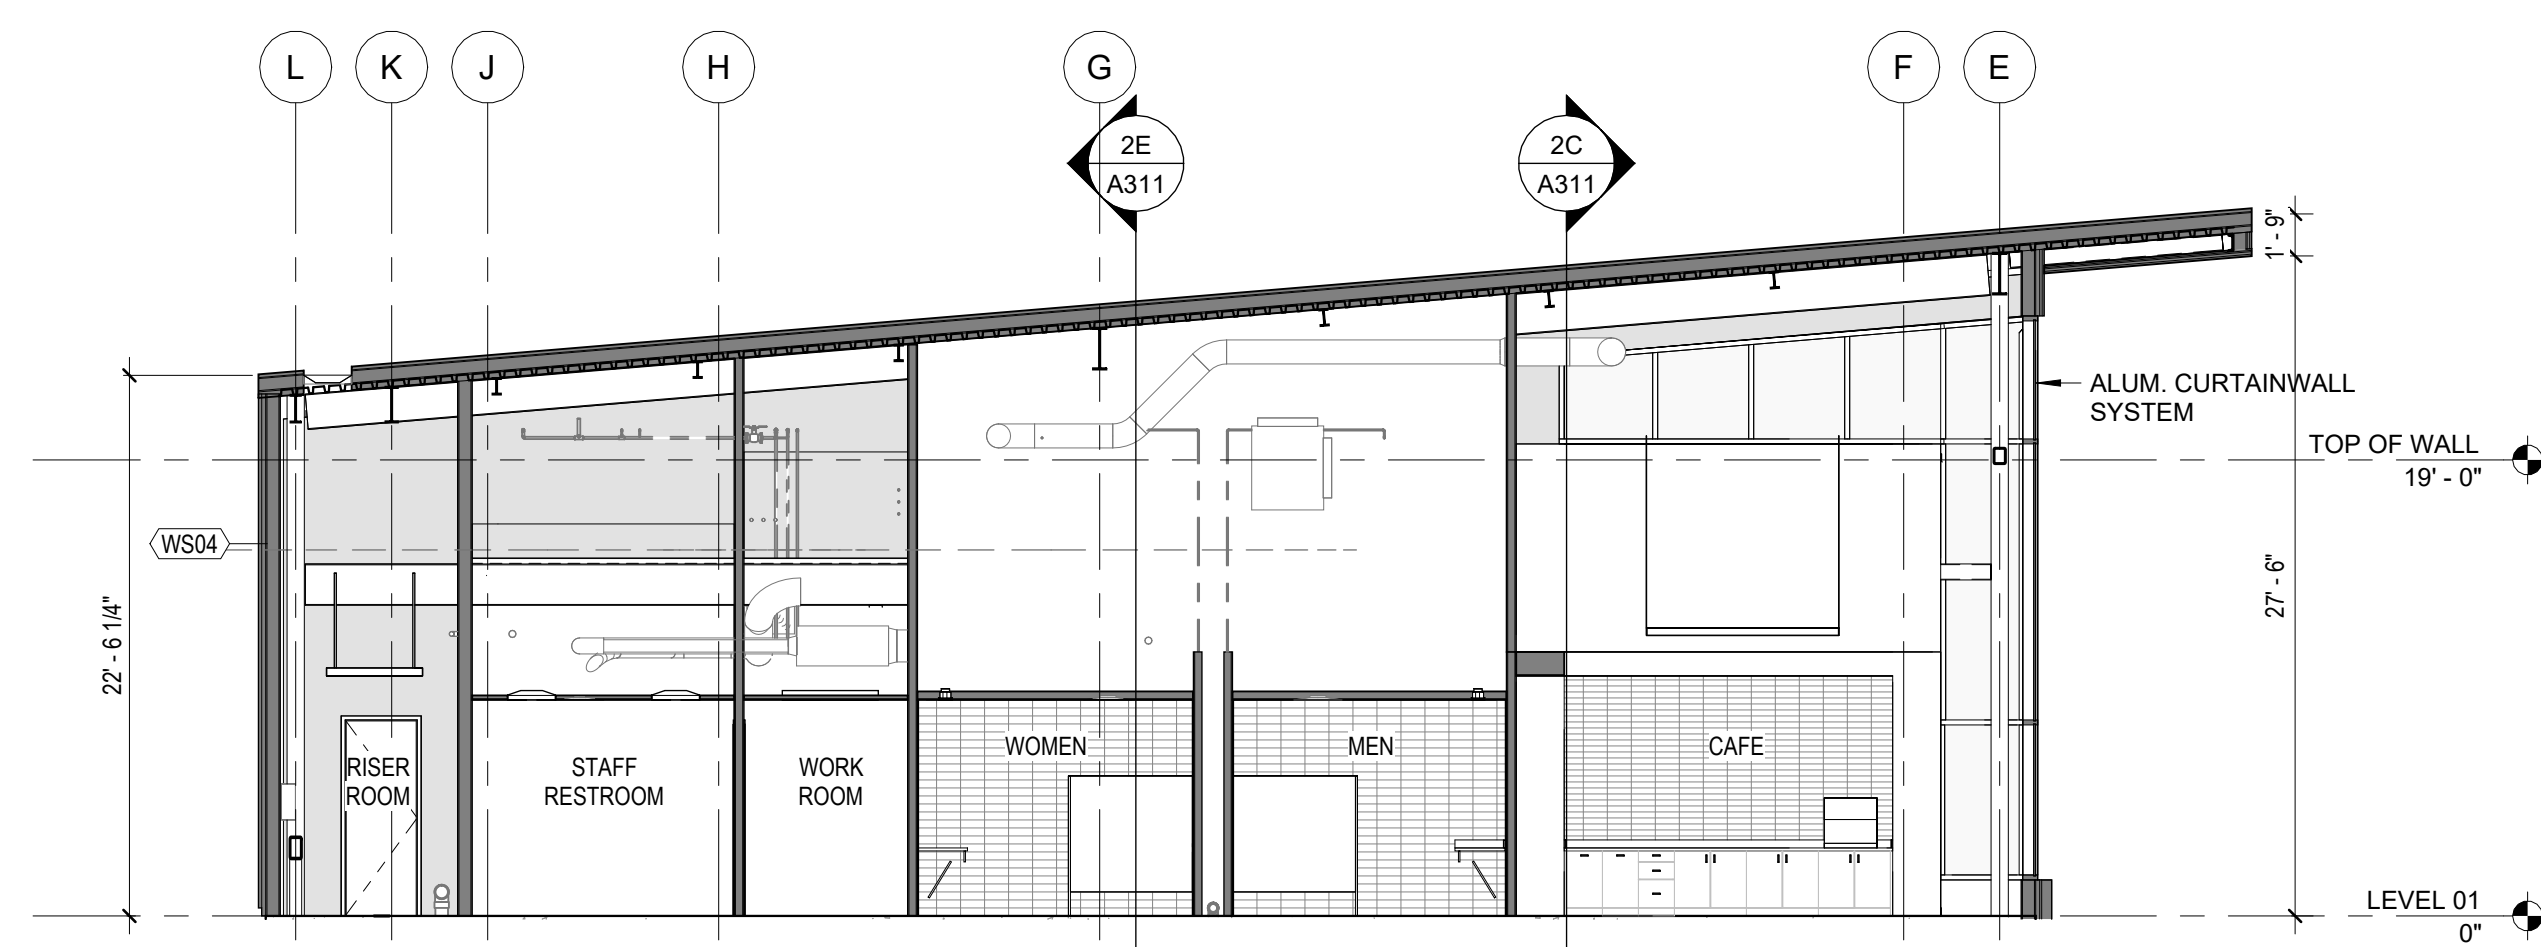 L
K
J
H
G
F
E
2E
A311
2C
A311
1' - 9"
ALUM. CURTAINWALL
SYSTEM
TOP OF WALL
19' - 0"
WS04
22' - 6 1/4"
27' - 6"
RISER
ROOM
STAFF
RESTROOM
WORK
ROOM
WOMEN
MEN
CAFE
LEVEL 01
0"